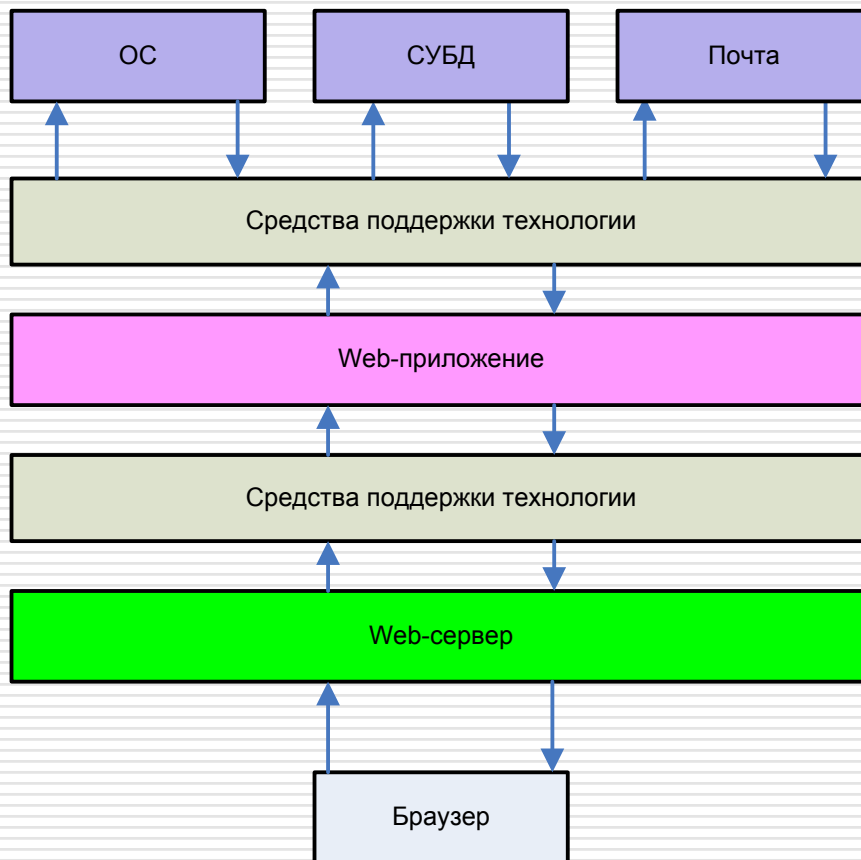 ОС
СУБД
Почта
Средства поддержки технологии
Web-приложение
Средства поддержки технологии
Web-сервер
Браузер